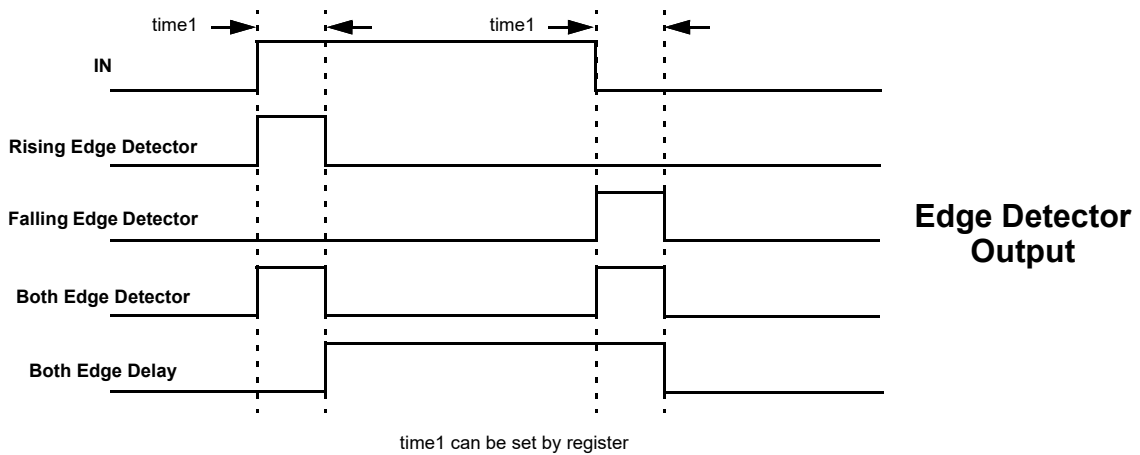 time1
time1
IN
Rising Edge Detector
Falling Edge Detector
Edge Detector
Output
Both Edge Detector
Both Edge Delay
time1 can be set by register